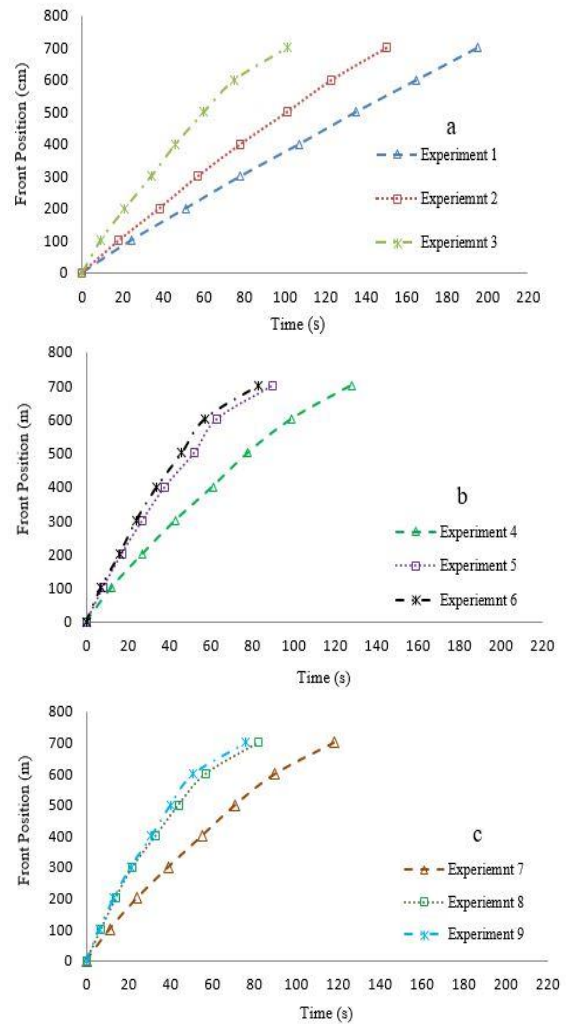 800
700
600
500
400
300
200
100
0
Front Position (cm)
a
Experiment 1
Experiemnt 2
Experiemnt 3
0 20 40 60 80 100 120 140 160 180 200 220
Time (s)
800
700
600
500
400
300
200
100
0
Front Position (m)
b
Experiment 4
Experiment 5
Experiemnt 6
0 20 40 60 80 100 120 140 160 180 200 220
Time (s)
800
700
600
500
400
300
200
100
0
Front Position (m)
c
Experiemnt 7
Experiemnt 8
Experiment 9
0 20 40 60 80 100 120 140 160 180 200 220
Time (s)